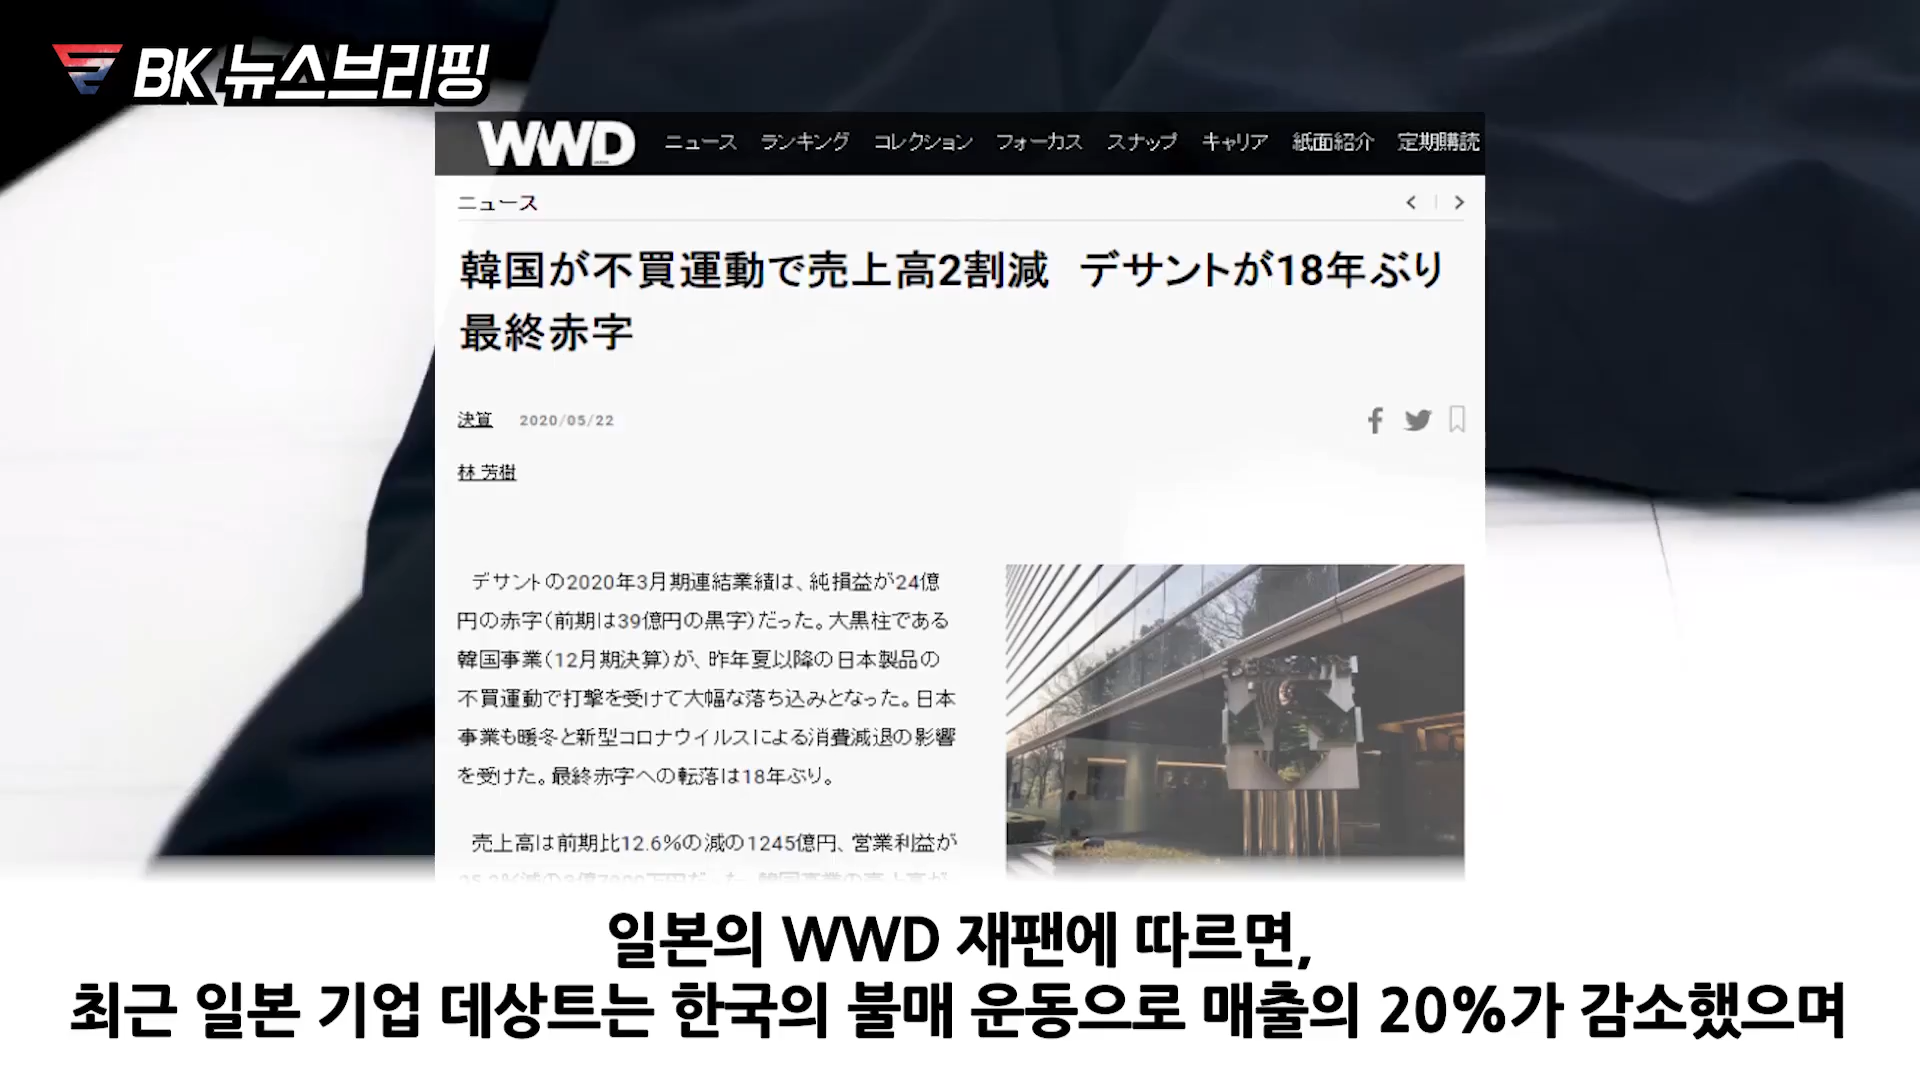 BK 뉴스브리핑
WWD ニュース ランキング コレクション フォーカス スナップ キャリア 紙面紹介 定期購読
ニュース
韓国が不買運動で売上高2割減 デサントが18年ぶり
最終赤字
決算 2020/05/22
林 芳樹
デサントの2020年3月期連結業績は、純損益が24億
円の赤字(前期は39億円の黒字)だった。大黒柱である
韓国事業(12月期決算)が、昨年夏以降の日本製品の
不買運動で打撃を受けて大幅な落ち込みとなった。日本
事業も暖冬と新型コロナウイルスによる消費減退の影響
を受けた。最終赤字への転落は18年ぶり。
売上高は前期比12.6%の減の1245億円、営業利益が
일본의 WWD 재팬에 따르면,
최근 일본 기업 데상트는 한국의 불매 운동으로 매출의 20%가 감소했으며